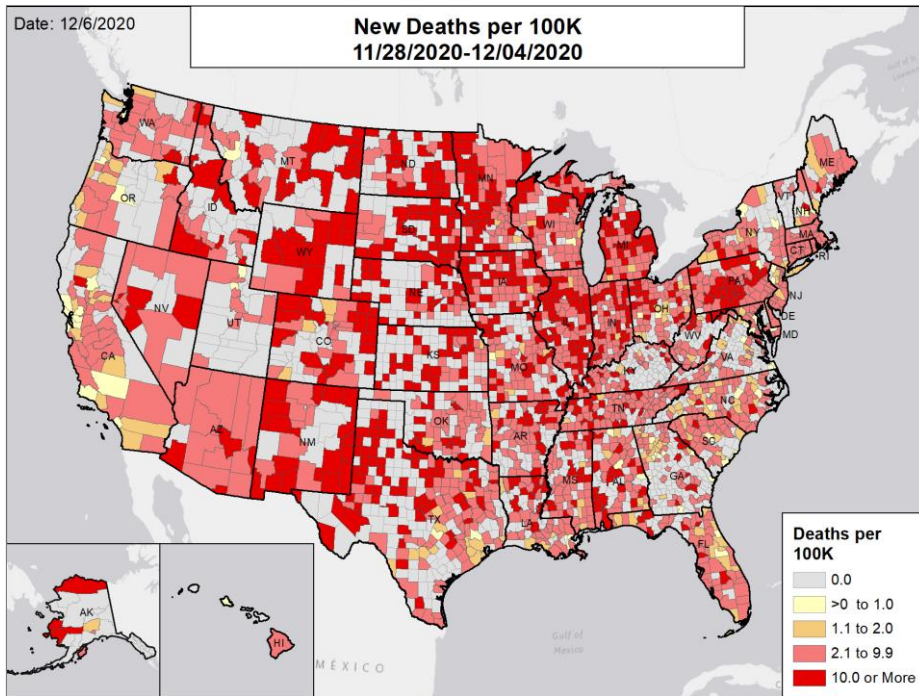 Date: 12/6/2020
New Deaths per 100K
11/28/2020-12/04/2020
WA
MT
ND
MN
ME
OR
ID
SD
WI
MI
VT
NH
NY
MA
CT
RI
WY
IA
NE
PA
NJ
NV
UT
CO
IL
IN
OH
DE
MD
WV
VA
CA
KS
MO
KY
AZ
NM
OK
AR
TN
NC
SC
TX
LA
MS
AL
GA
FL
AK
HI
MÉXICO
Gulf of
Mexico
Deaths per
100K
0.0
>0 to 1.0
1.1 to 2.0
2.1 to 9.9
10.0 or More